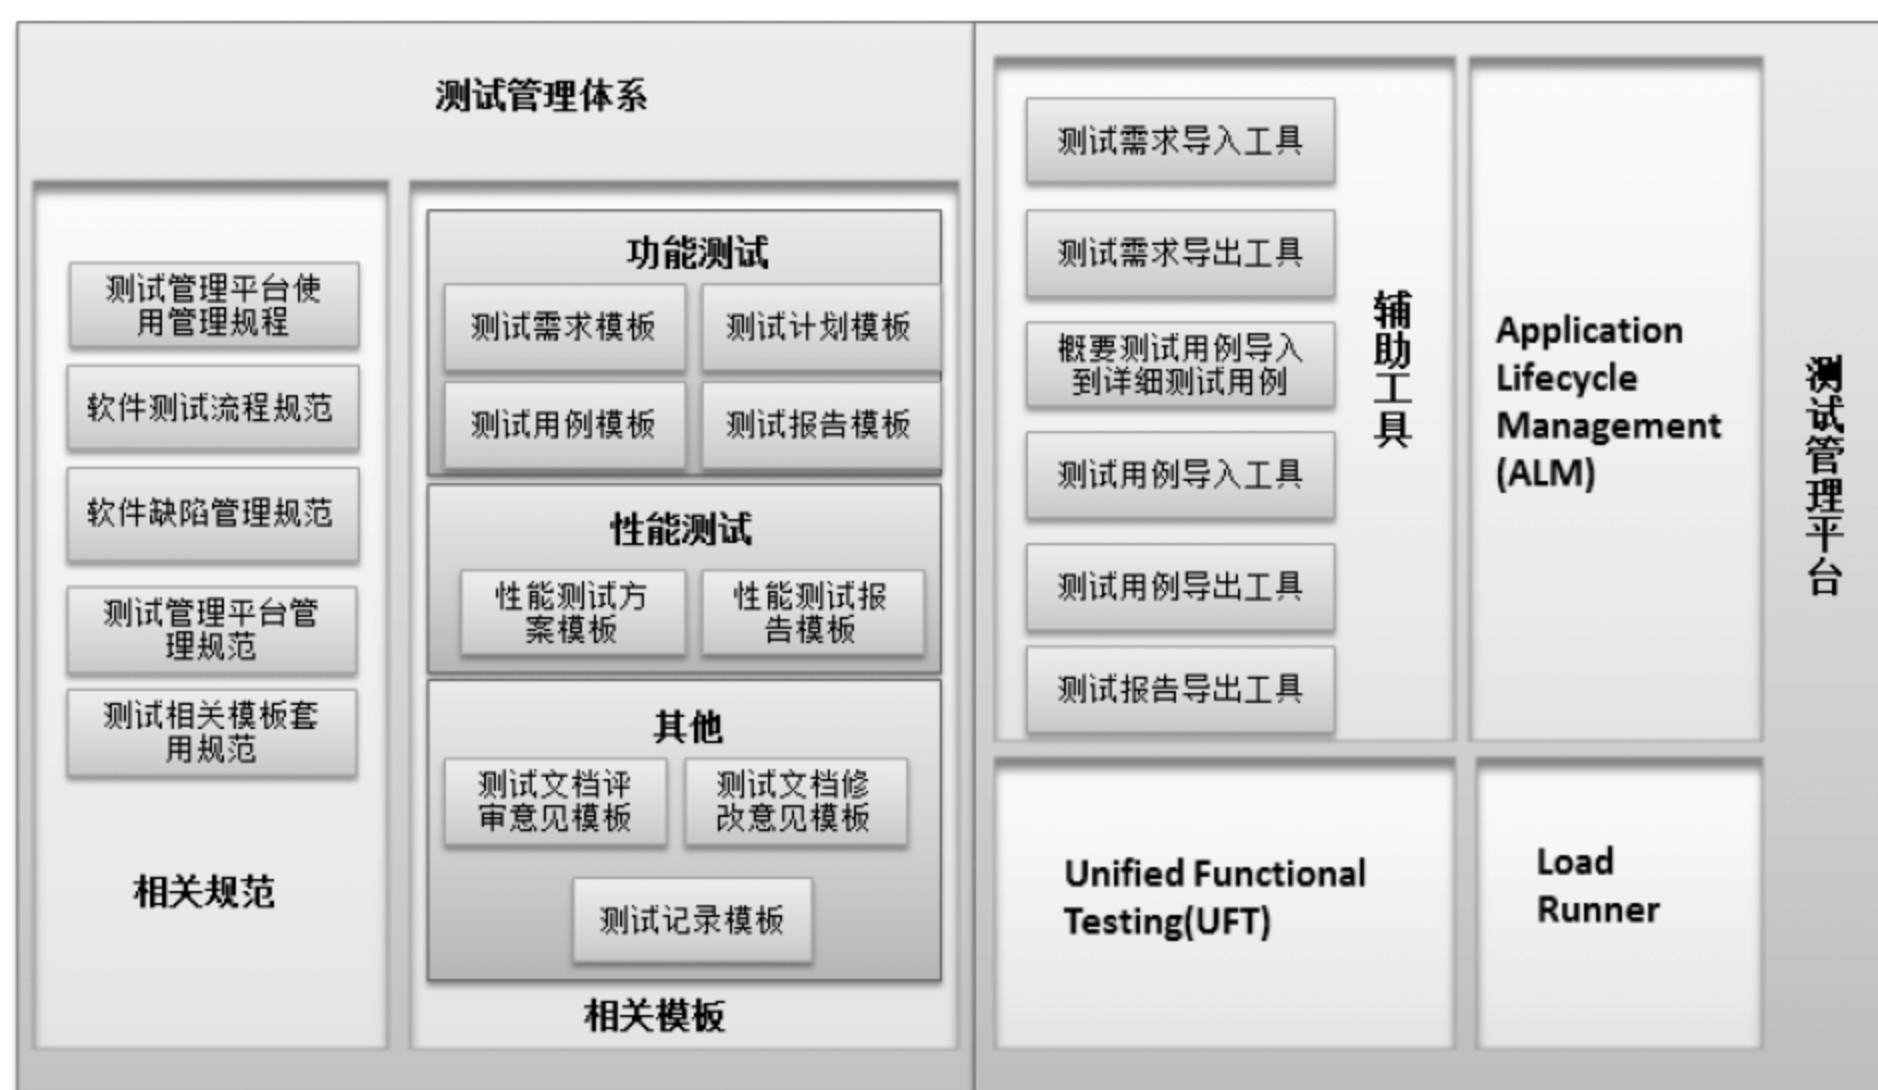 测试管理体系
测试管理平台使
用管理规程
软件测试流程规范
软件缺陷管理规范
测试管理平台管
理规范
测试相关模板套
用规范
相关规范
功能测试
测试需求模板
测试计划模板
测试用例模板
测试报告模板
性能测试
性能测试方
案模板
性能测试报
告模板
其他
测试文档评
审意见模板
测试文档修
改意见模板
测试记录模板
相关模板
测试需求导入工具
测试需求导出工具
概要测试用例导入
到详细测试用例
测试用例导入工具
测试用例导出工具
测试报告导出工具
辅助工具
Application
Lifecycle
Management
(ALM)
Unified Functional
Testing(UFT)
Load
Runner
测试管理平台